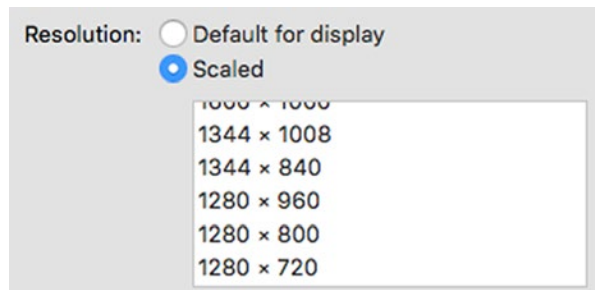 Resolution: Default for display
Scaled
1344 × 1008
1344 × 840
1280 × 960
1280 × 800
1280 × 720